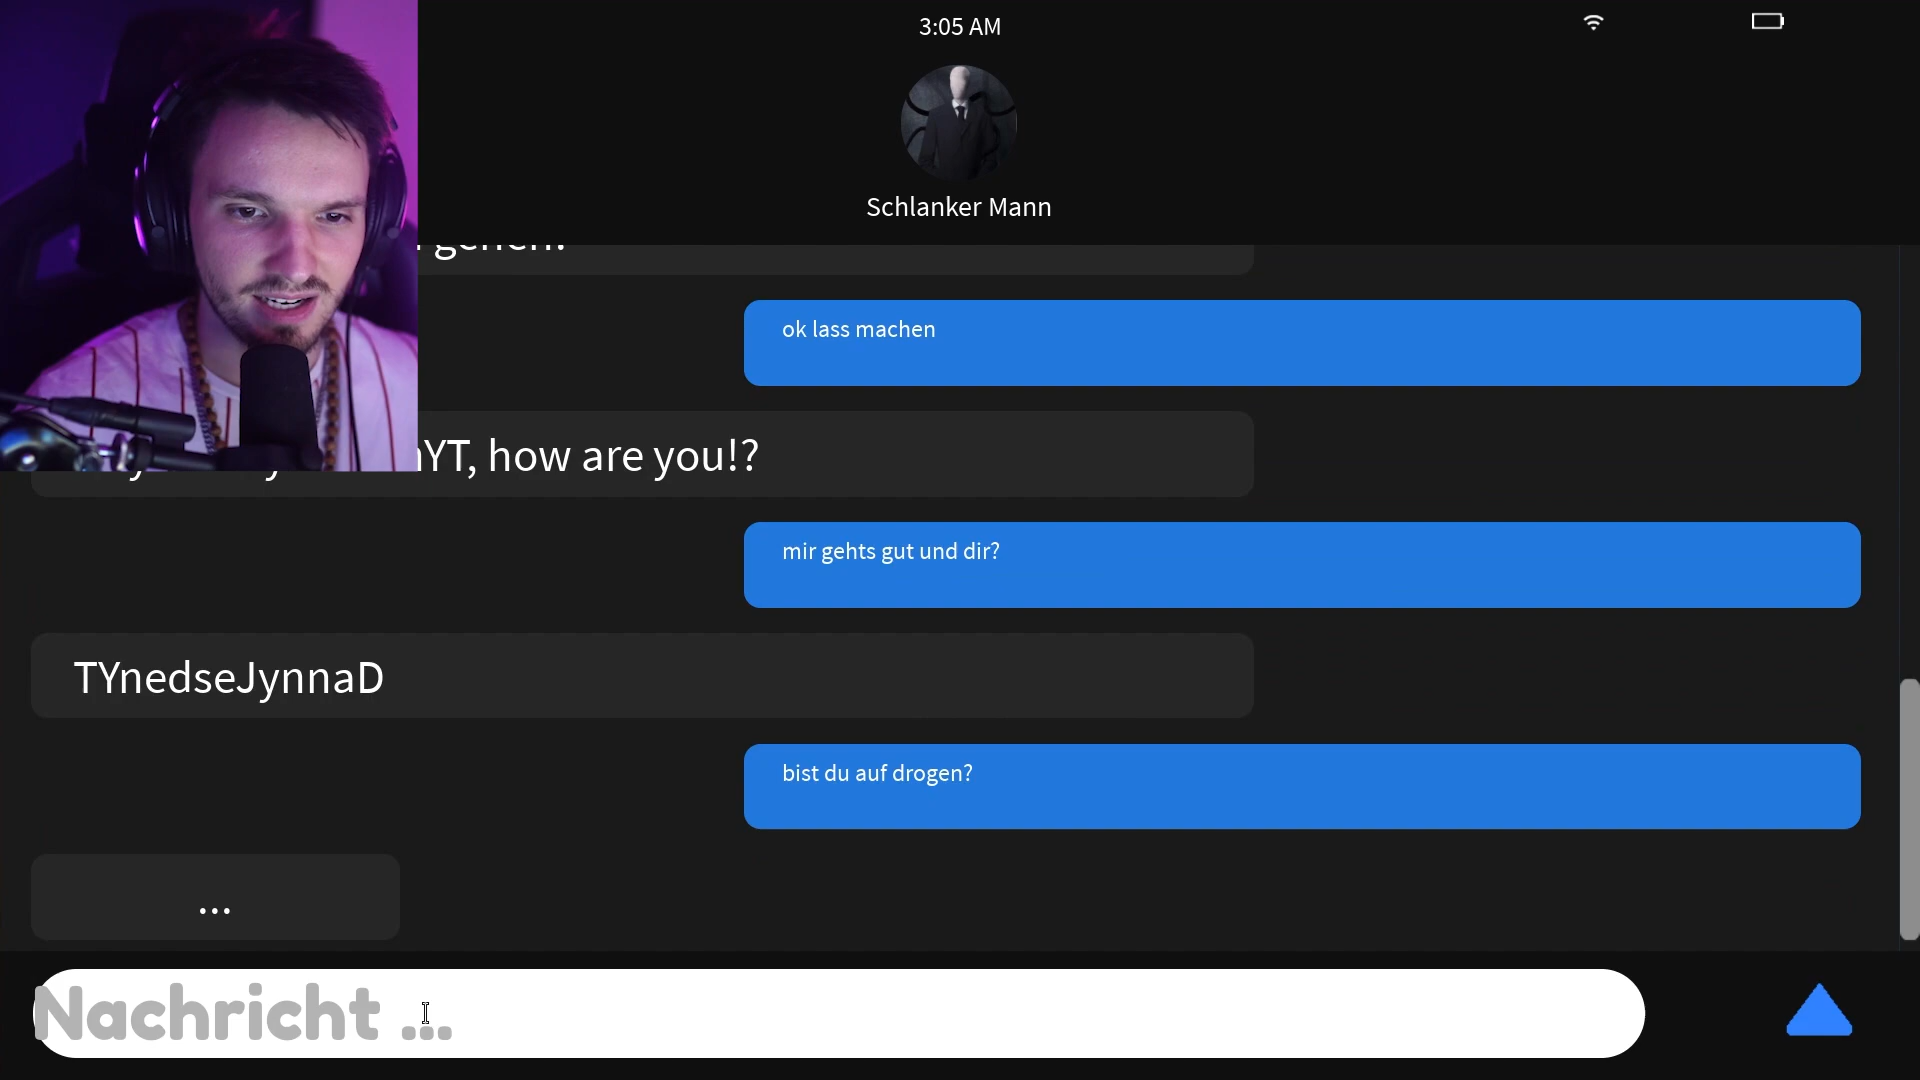 3:05 AM
Schlanker Mann
gehen!
ok lass machen
YT, how are you!?
mir gehts gut und dir?
TYnedseJynnaD
bist du auf drogen?
...
Nachricht ...